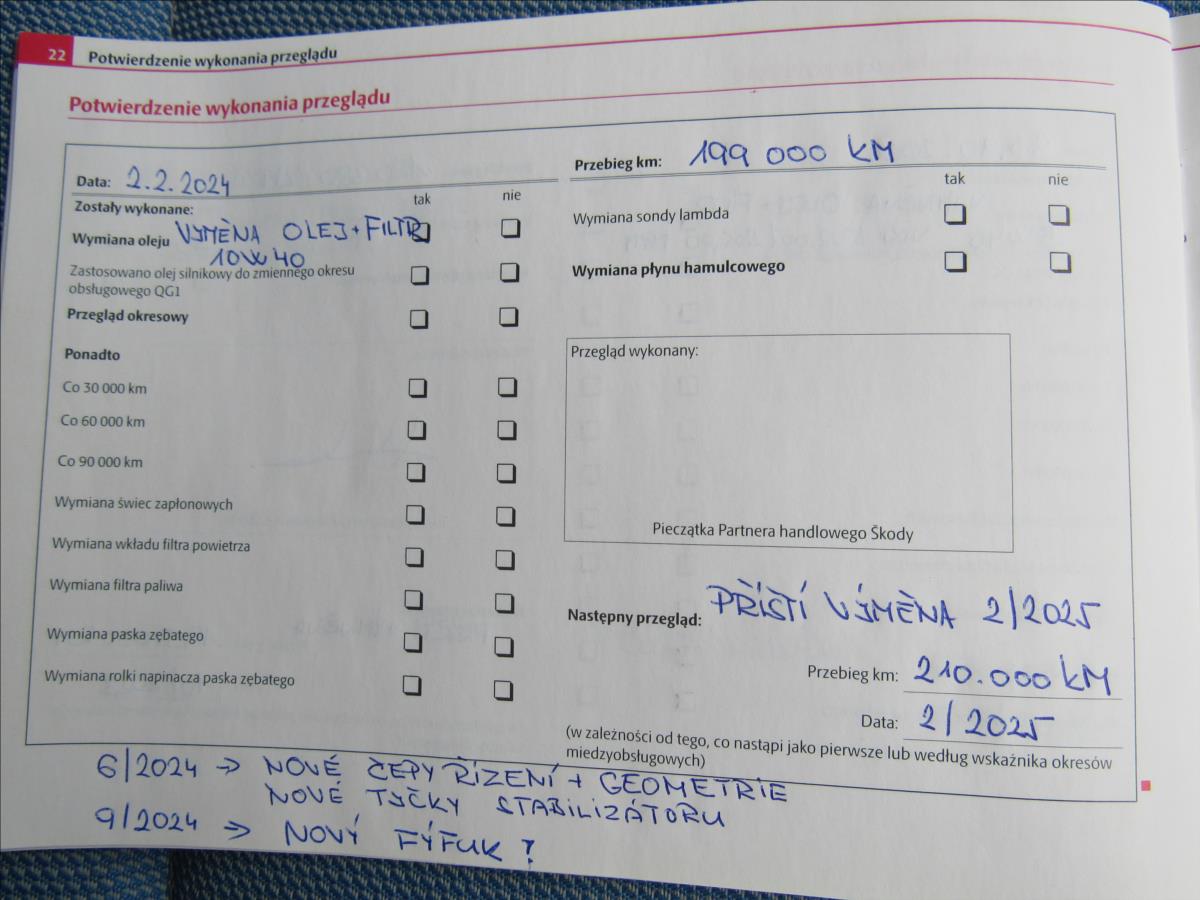 22 Potwierdzenie wykonania przeglądu
Potwierdzenie wykonania przeglądu
Data: 2.2.2024
tak nie
Zostały wykonane:
Wymiana oleju VÝMĚNA OLEJ + FILTR
10W40
Zastosowano olej silnikowy do zmiennego okresu
obsługowego QG1
Przegląd okresowy
Ponadto
Co 30 000 km
Co 60 000 km
Co 90 000 km
Wymiana świec zapłonowych
Wymiana wkładu filtra powietrza
Wymiana filtra paliwa
Wymiana paska zębatego
Wymiana rolki napinacza paska zębatego
Przebieg km: 199 000 KM
tak nie
Wymiana sondy lambda
Wymiana płynu hamulcowego
Przegląd wykonany:
Pieczątka Partnera handlowego Škody
Następny przegląd: PŘÍŠTÍ VÝMĚNA 2/2025
Przebieg km: 210.000 KM
Data: 2/2025
(w zależności od tego, co nastąpi jako pierwsze lub według wskaźnika okresów
miedzyobsługowych)
6/2024 → NOVÉ ČEPY ŘÍZENÍ + GEOMETRIE
NOVÉ TYČKY STABILIZÁTORU
9/2024 → NOVÝ FÝFUK ?